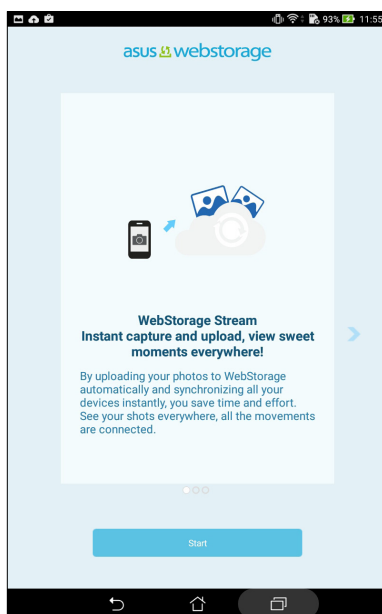 93% 11:55
asus webstorage
WebStorage Stream
Instant capture and upload, view sweet
moments everywhere!
By uploading your photos to WebStorage
automatically and synchronizing all your
devices instantly, you save time and effort.
See your shots everywhere, all the movements
are connected.
Start